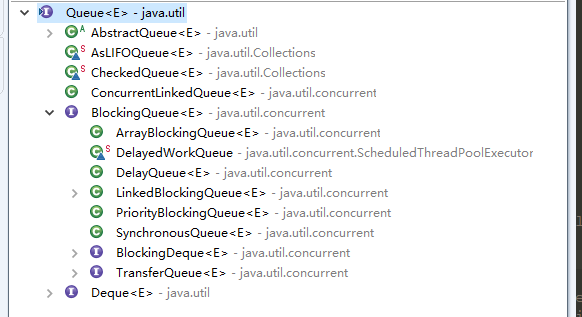 Queue<E> - java.util
AbstractQueue<E> - java.util
AsLIFOQueue<E> - java.util.Collections
CheckedQueue<E> - java.util.Collections
ConcurrentLinkedQueue<E> - java.util.concurrent
BlockingQueue<E> - java.util.concurrent
ArrayBlockingQueue<E> - java.util.concurrent
DelayedWorkQueue - java.util.concurrent.ScheduledThreadPoolExecutor
DelayQueue<E> - java.util.concurrent
LinkedBlockingQueue<E> - java.util.concurrent
PriorityBlockingQueue<E> - java.util.concurrent
SynchronousQueue<E> - java.util.concurrent
BlockingDeque<E> - java.util.concurrent
TransferQueue<E> - java.util.concurrent
Deque<E> - java.util